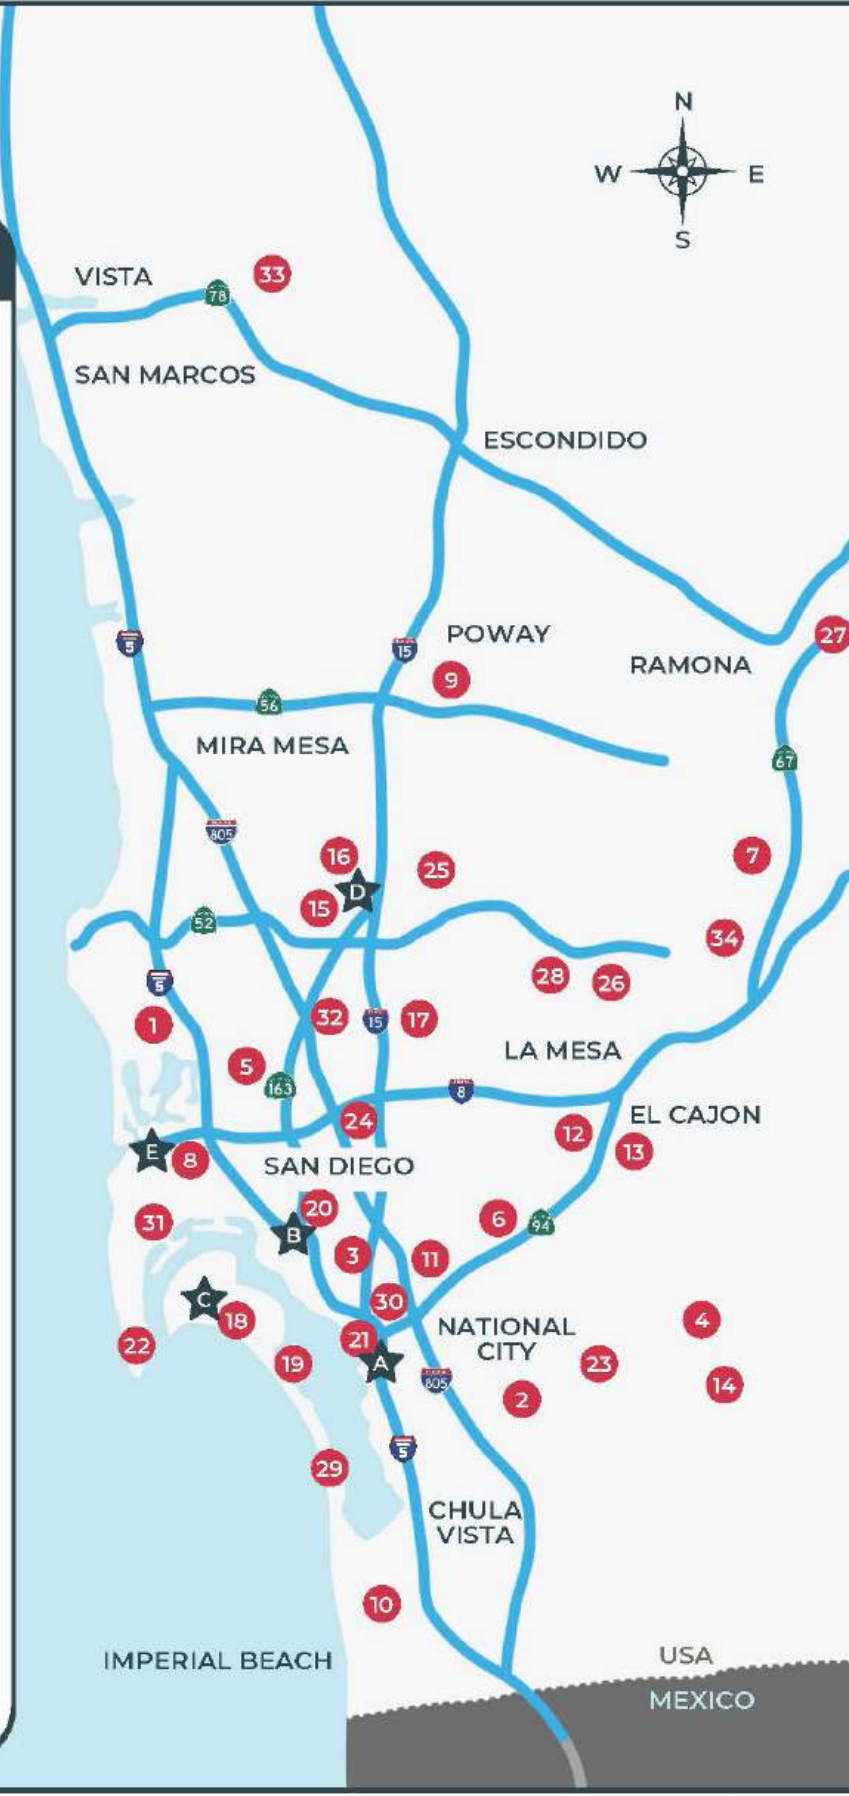 N
W
E
S
VISTA
33
78
SAN MARCOS
ESCONDIDO
5
15
POWAY
27
RAMONA
9
56
MIRA MESA
67
805
16
25
7
D
15
52
34
28
26
5
1
32
15
17
5
163
LA MESA
8
24
EL CAJON
12
13
E
8
SAN DIEGO
20
31
B
6
94
3
11
C
30
18
4
21
NATIONAL
CITY
22
19
A
23
805
14
2
5
29
CHULA
VISTA
10
IMPERIAL BEACH
USA
MEXICO